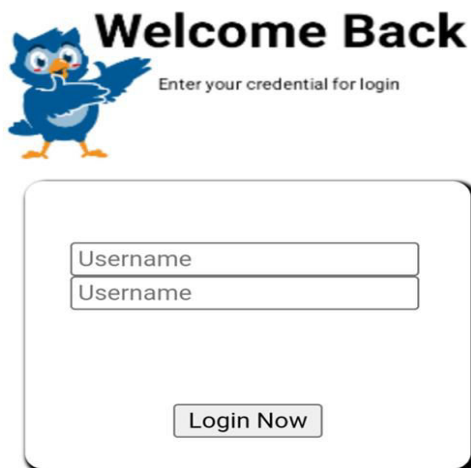 Welcome Back
Enter your credential for login
Username
Username
Login Now